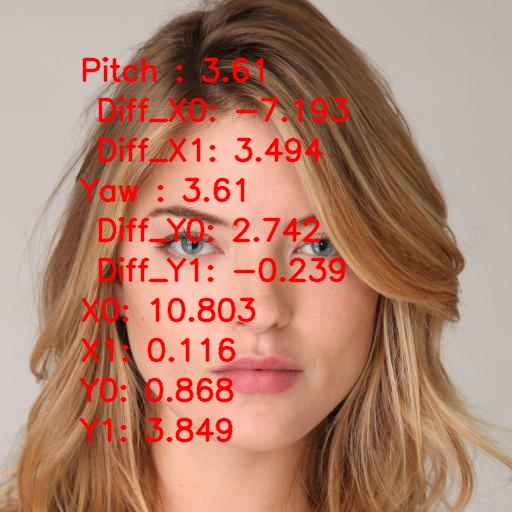 Pitch : 3.61
Diff_X0: -7.193
Diff_X1: 3.494
Yaw : 3.61
Diff_Y0: 2.742
Diff_Y1: -0.239
X0: 10.803
X1: 0.116
Y0: 0.868
Y1: 3.849